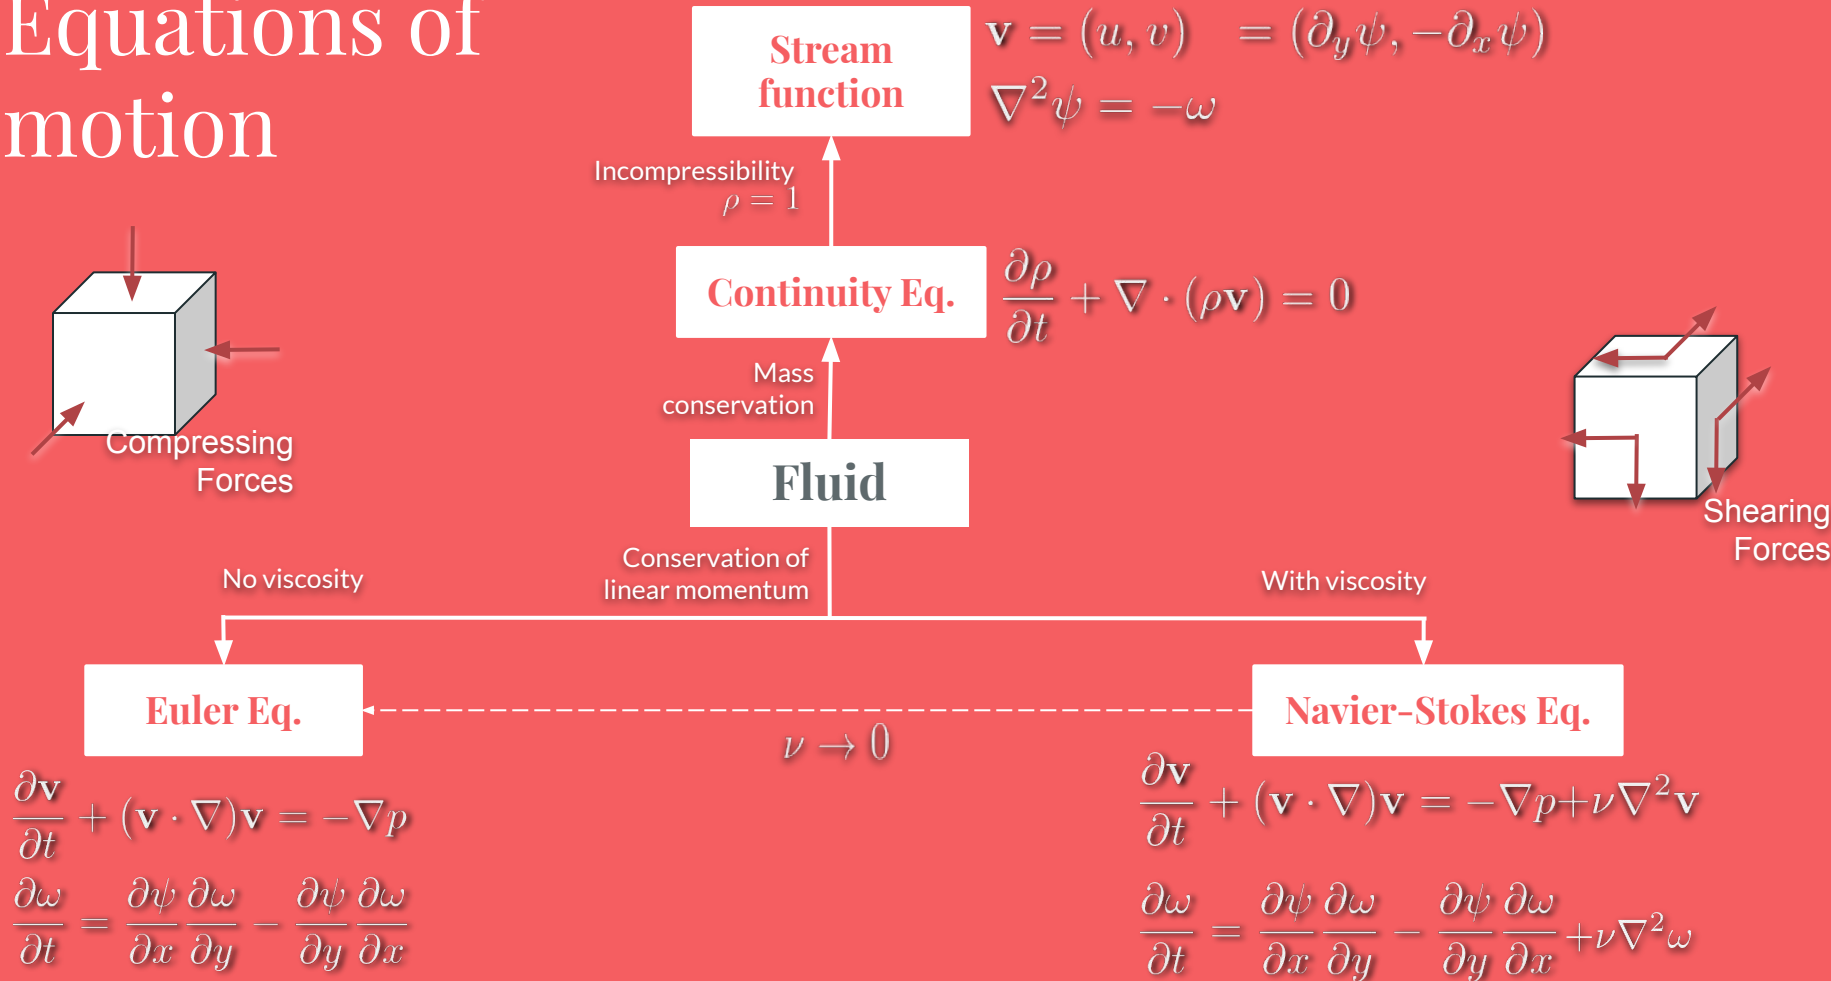 Equations of
motion
Stream
function
v = (u, v) = (∂_yψ, −∂_xψ)
∇²ψ = −ω
Incompressibility
ρ = 1
Continuity Eq.
∂ρ/∂t + ∇ · (ρv) = 0
Compressing
Forces
Mass
conservation
Fluid
Shearing
Forces
Conservation of
linear momentum
No viscosity
With viscosity
Euler Eq.
Navier-Stokes Eq.
ν → 0
∂v/∂t + (v · ∇)v = −∇p
∂ω/∂t = ∂ψ/∂x ∂ω/∂y − ∂ψ/∂y ∂ω/∂x
∂v/∂t + (v · ∇)v = −∇p+ν∇²v
∂ω/∂t = ∂ψ/∂x ∂ω/∂y − ∂ψ/∂y ∂ω/∂x +ν∇²ω